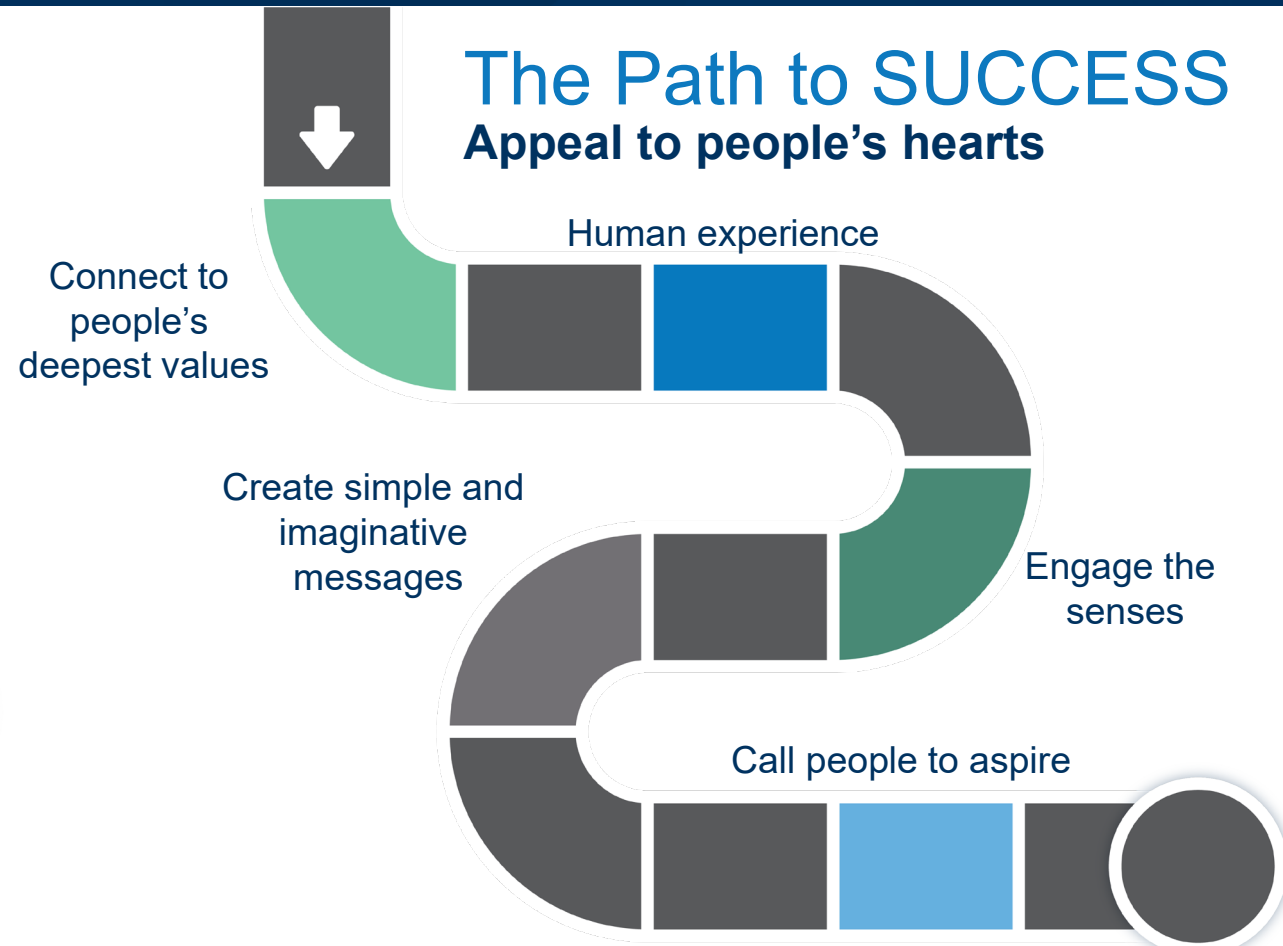 The Path to SUCCESS
Appeal to people’s hearts
Connect to
people’s
deepest values
Human experience
Engage the
senses
Create simple and
imaginative
messages
Call people to aspire